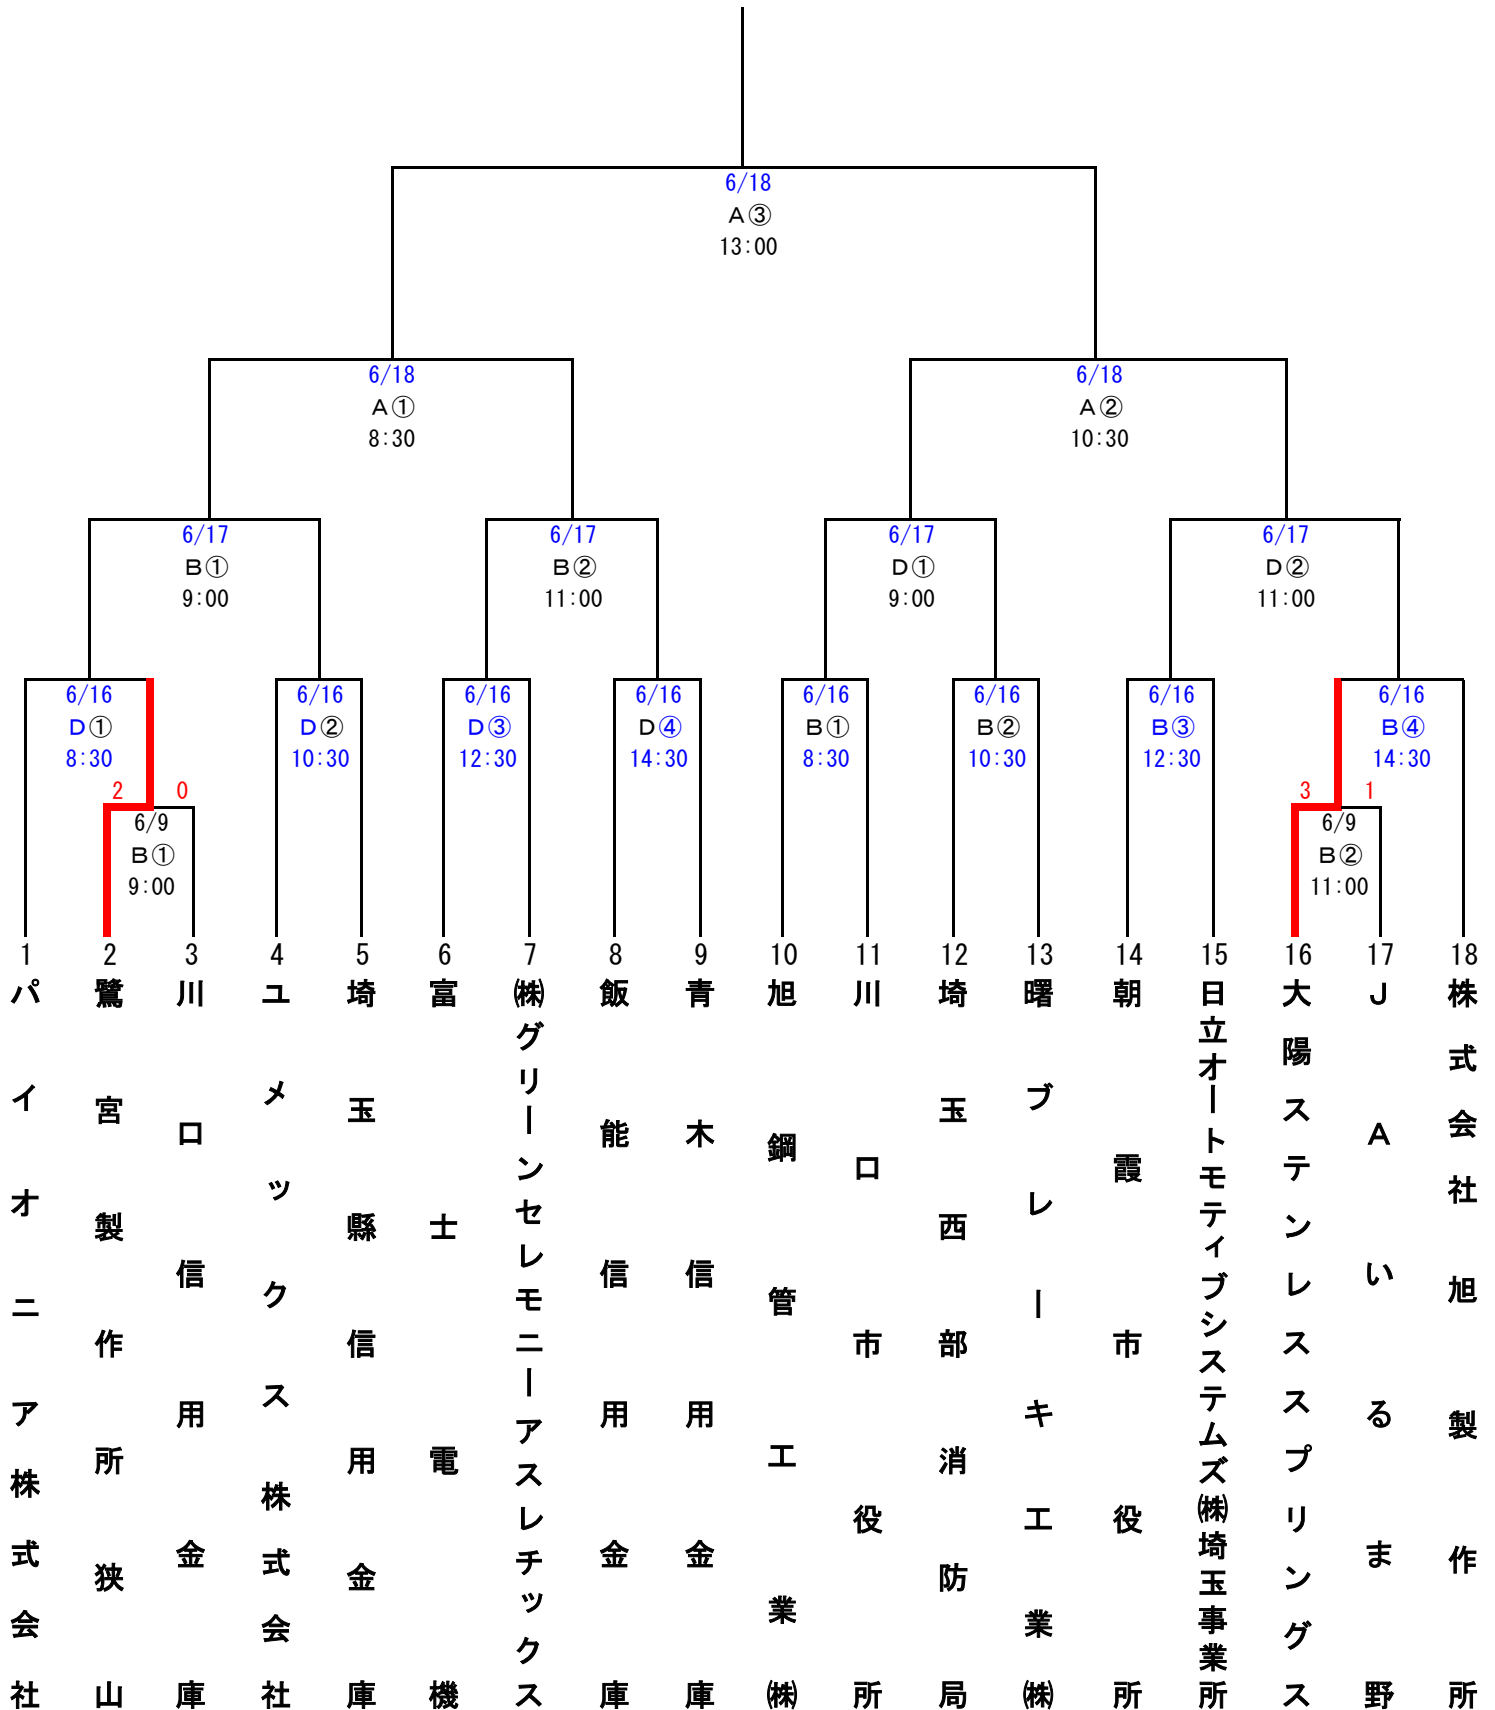 6/18
A③
13:00
6/18
A①
8:30
6/18
A②
10:30
6/17
B①
9:00
6/17
B②
11:00
6/17
D①
9:00
6/17
D②
11:00
6/16
D①
8:30
6/16
D②
10:30
6/16
D③
12:30
6/16
D④
14:30
6/16
B①
8:30
6/16
B②
10:30
6/16
B③
12:30
6/16
B④
14:30
2 0
6/9
B①
9:00
3 1
6/9
B②
11:00
1 2 3 4 5 6 7 8 9 10 11 12 13 14 15 16 17 18
パイオニア株式会社
鷺宮製作所狭山
川口信用金庫
ユメックス株式会社
埼玉縣信用金庫
富士電機
㈱グリーンセレモニーアスレチックス
飯能信用金庫
青木信用金庫
旭鋼管工業㈱
川口市役所
埼玉西部消防局
曙ブレーキ工業㈱
朝霞市役所
日立オートモティブシステムズ㈱埼玉事業所
大陽ステンレススプリングス
JAいるま野
株式会社旭製作所